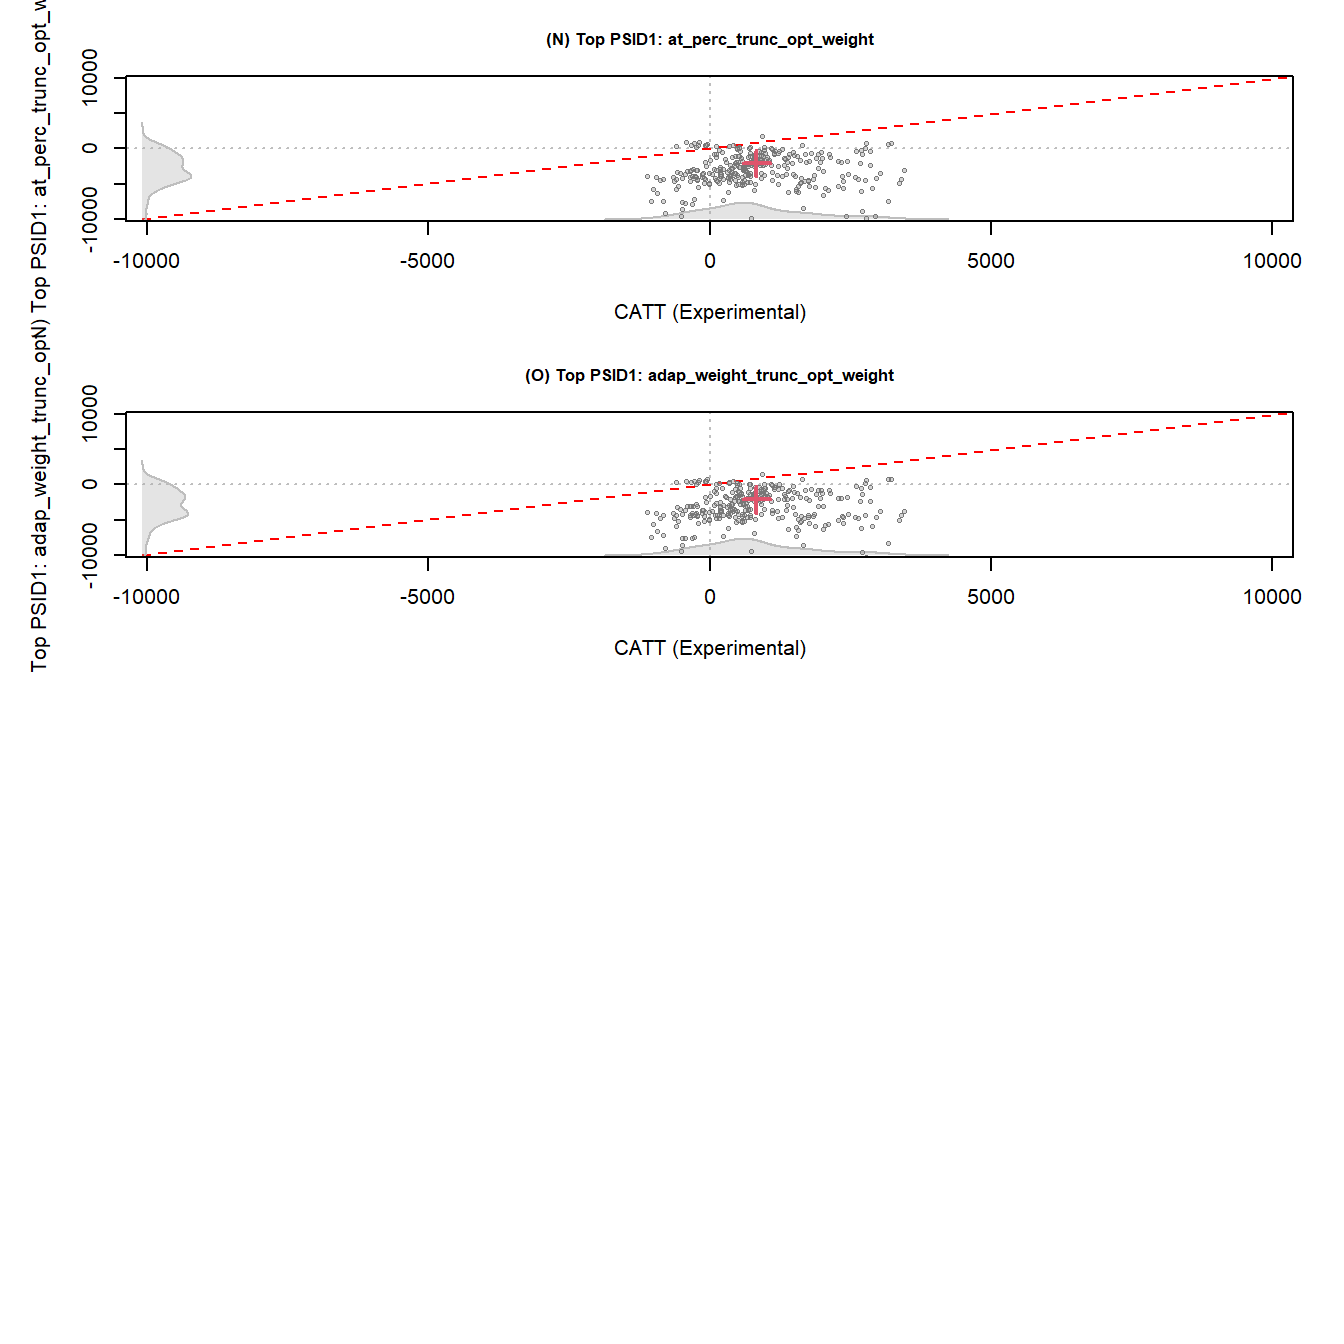 (N) Top PSID1: at_perc_trunc_opt_weight
10000
0
-10000
-10000 -5000 0 5000 10000
CATT (Experimental)
N) Top PSID1: at_perc_trunc_opt_w
(O) Top PSID1: adap_weight_trunc_opt_weight
10000
0
-10000
-10000 -5000 0 5000 10000
CATT (Experimental)
Top PSID1: adap_weight_trunc_op